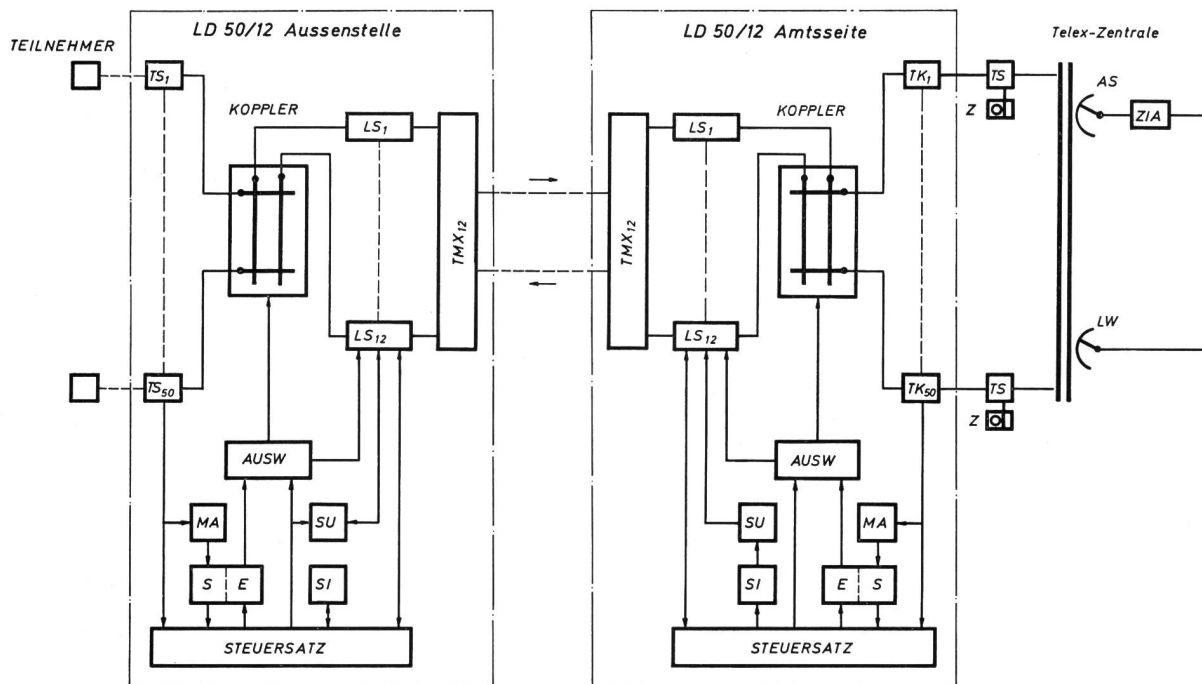 LD 50/12 Aussenstelle
LD 50/12 Amtsseite
Telex-Zentrale
TEILNEHMER
TS1
KOPPLER
LS1
TMX12
LS12
TS50
AUSW
MA
SU
S E
SI
STEUERSATZ
LS1
KOPPLER
TK1
TS
Z
AS
ZIA
TMX12
LS12
TK50
TS
Z
LW
AUSW
SU
MA
SI
E S
STEUERSATZ